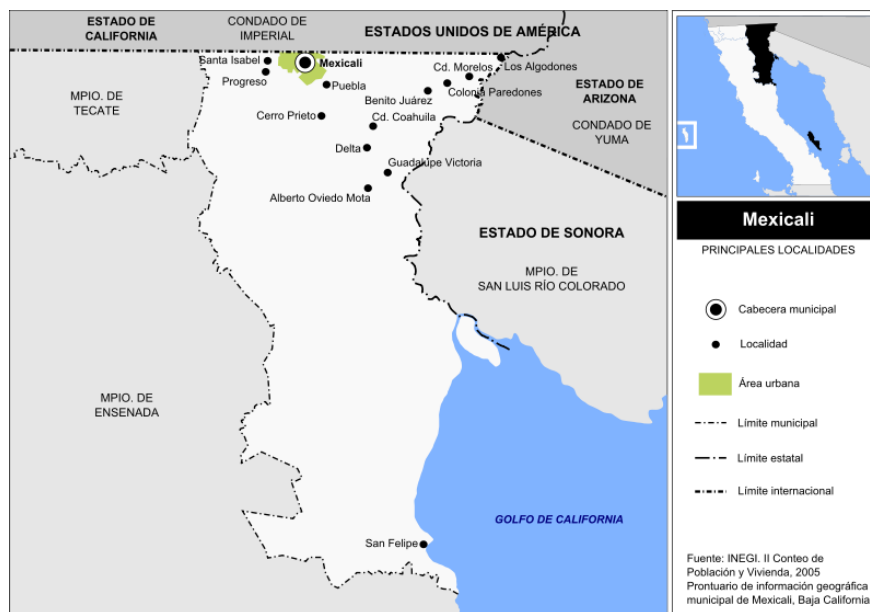 ESTADO DE
CALIFORNIA
CONDADO DE
IMPERIAL
ESTADOS UNIDOS DE AMÉRICA
Santa Isabel
Mexicali
Cd. Morelos
Los Algodones
Progreso
Puebla
Benito Juárez
Colonia Paredones
ESTADO DE
ARIZONA
MPIO. DE
TECATE
Cerro Prieto
Cd. Coahuila
CONDADO DE
YUMA
Delta
Guadalupe Victoria
Alberto Oviedo Mota
ESTADO DE SONORA
MPIO. DE
SAN LUIS RÍO COLORADO
MPIO. DE
ENSENADA
GOLFO DE CALIFORNIA
San Felipe
Mexicali
PRINCIPALES LOCALIDADES
Cabecera municipal
Localidad
Área urbana
Límite municipal
Límite estatal
Límite internacional
Fuente: INEGI. II Conteo de
Población y Vivienda, 2005
Prontuario de información geográfica
municipal de Mexicali, Baja California